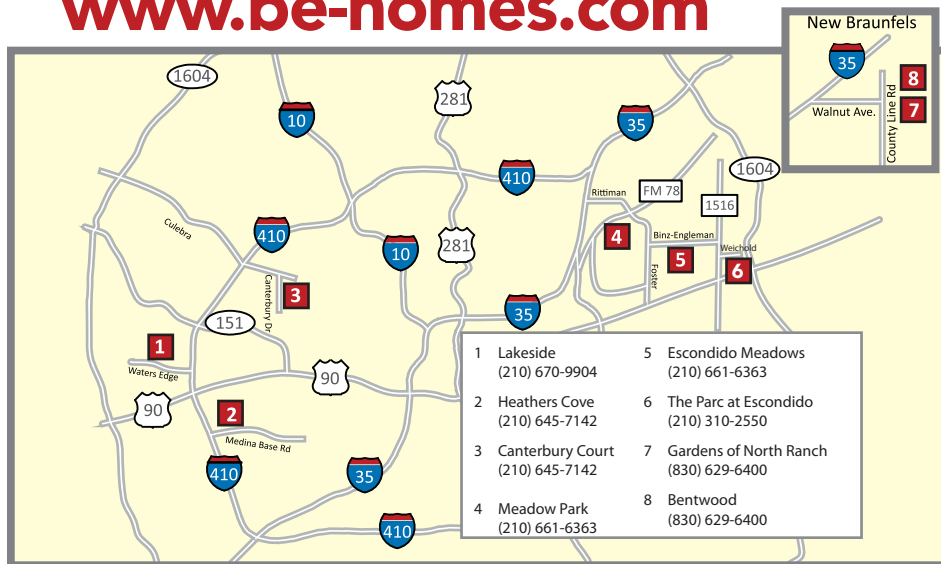 www.be-homes.com
New Braunfels
35
8
7
Walnut Ave.
County Line Rd
1604
10
281
35
410
1604
Rittiman
FM 78
1516
Culebra
410
10
281
4
Binz-Engleman
5
Weichold
6
Foster
Canterbury Dr
3
35
151
1
Waters Edge
90
90
2
Medina Base Rd
410
35
410
1 Lakeside
(210) 670-9904
2 Heathers Cove
(210) 645-7142
3 Canterbury Court
(210) 645-7142
4 Meadow Park
(210) 661-6363
5 Escondido Meadows
(210) 661-6363
6 The Parc at Escondido
(210) 310-2550
7 Gardens of North Ranch
(830) 629-6400
8 Bentwood
(830) 629-6400